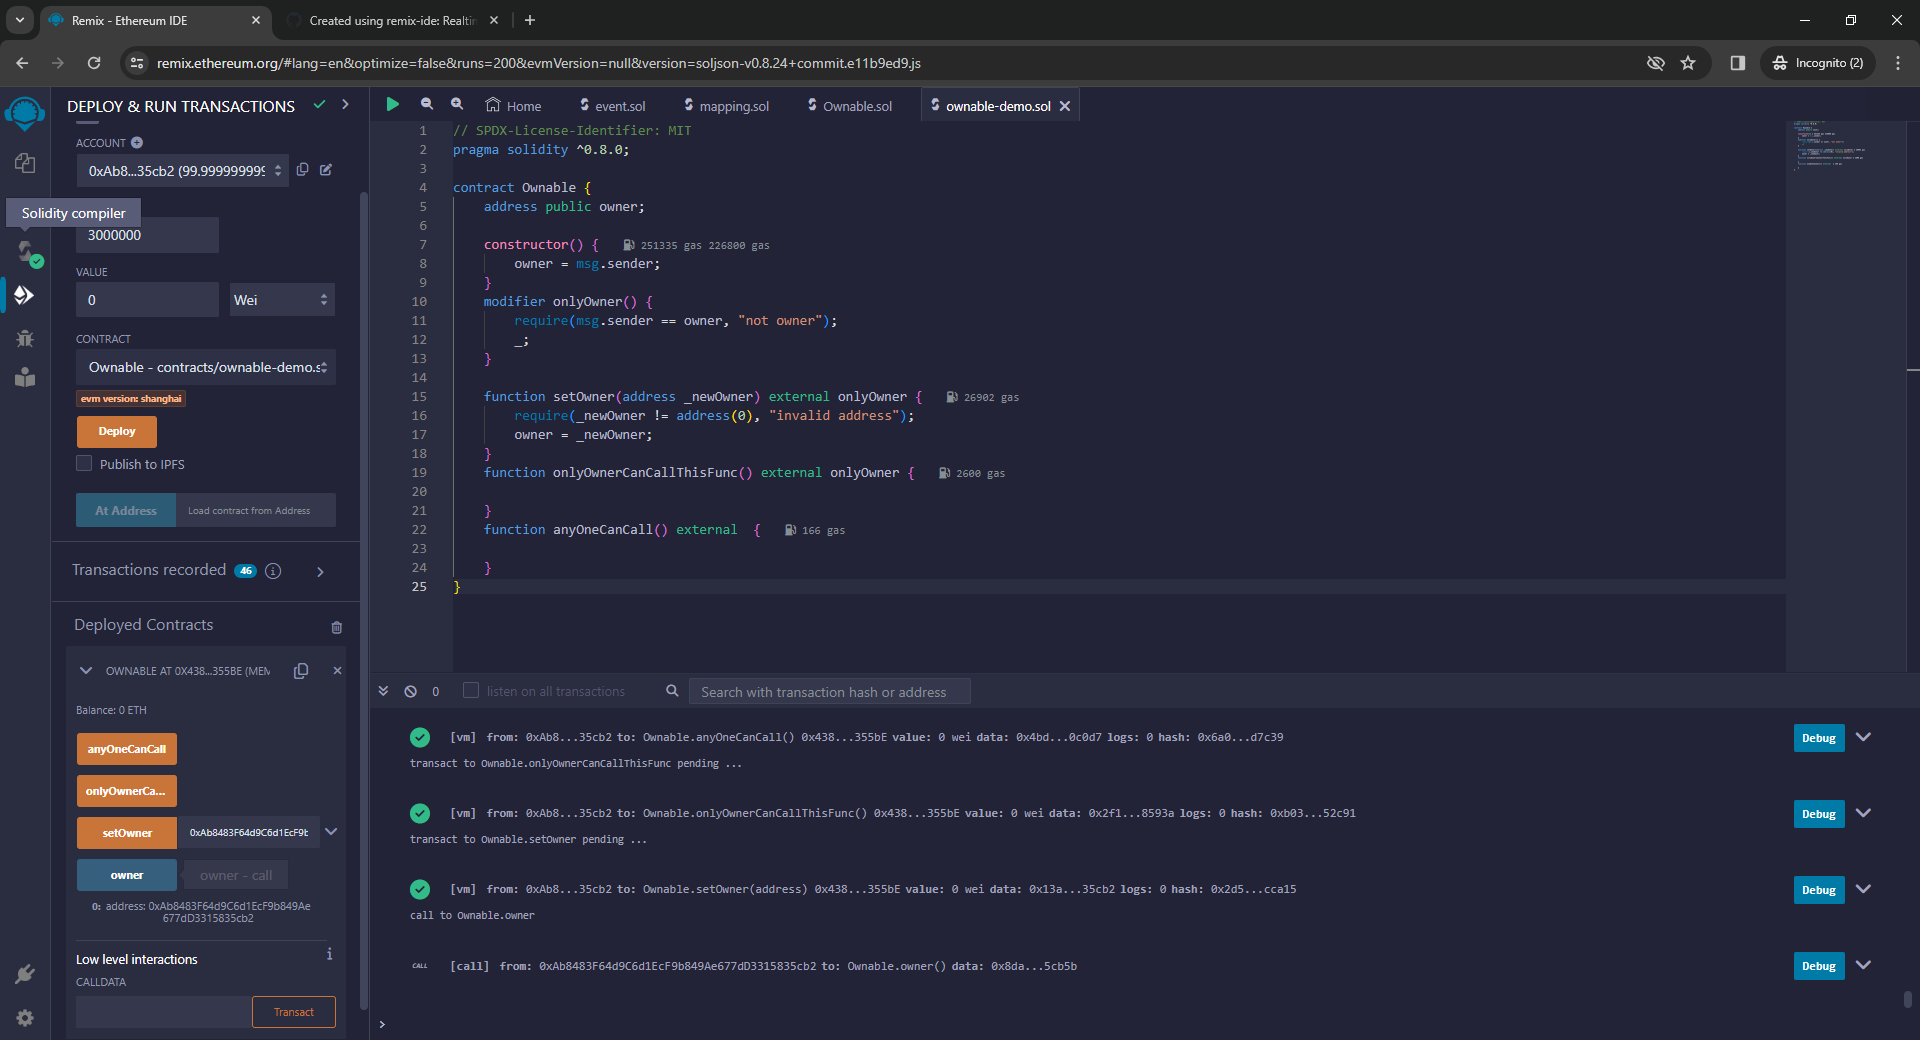 Remix - Ethereum IDE
Created using remix-ide: Realtin
remix.ethereum.org/#lang=en&optimize=false&runs=200&evmVersion=null&version=soljson-v0.8.24+commit.e11b9ed9.js
Incognito (2)
DEPLOY & RUN TRANSACTIONS
ACCOUNT
0xAb8...35cb2 (99.999999999
Solidity compiler
3000000
VALUE
0
Wei
CONTRACT
Ownable - contracts/ownable-demo.s
evm version: shanghai
Deploy
Publish to IPFS
At Address
Load contract from Address
Transactions recorded 46 i
Deployed Contracts
OWNABLE AT 0X438...355BE (MEM
Balance: 0 ETH
anyOneCanCall
onlyOwnerCa...
setOwner
0xAb8483F64d9C6d1EcF9b
owner
owner - call
0: address: 0xAb8483F64d9C6d1EcF9b849Ae
677dD3315835cb2
Low level interactions
i
CALLDATA
Transact
Home
event.sol
mapping.sol
Ownable.sol
ownable-demo.sol
1 // SPDX-License-Identifier: MIT
2 pragma solidity ^0.8.0;
3
4 contract Ownable {
5 address public owner;
6
7 constructor() { 251335 gas 226800 gas
8 owner = msg.sender;
9 }
10 modifier onlyOwner() {
11 require(msg.sender == owner, "not owner");
12 _;
13 }
14
15 function setOwner(address _newOwner) external onlyOwner { 26902 gas
16 require(_newOwner != address(0), "invalid address");
17 owner = _newOwner;
18 }
19 function onlyOwnerCanCallThisFunc() external onlyOwner { 2600 gas
20
21 }
22 function anyOneCanCall() external { 166 gas
23
24 }
25 }
0
listen on all transactions
Search with transaction hash or address
[vm] from: 0xAb8...35cb2 to: Ownable.anyOneCanCall() 0x438...355bE value: 0 wei data: 0x4bd...0c0d7 logs: 0 hash: 0x6a0...d7c39
Debug
transact to Ownable.onlyOwnerCanCallThisFunc pending ...
[vm] from: 0xAb8...35cb2 to: Ownable.onlyOwnerCanCallThisFunc() 0x438...355bE value: 0 wei data: 0x2f1...8593a logs: 0 hash: 0xb03...52c91
Debug
transact to Ownable.setOwner pending ...
[vm] from: 0xAb8...35cb2 to: Ownable.setOwner(address) 0x438...355bE value: 0 wei data: 0x13a...35cb2 logs: 0 hash: 0x2d5...cca15
Debug
call to Ownable.owner
CALL [call] from: 0xAb8483F64d9C6d1EcF9b849Ae677dD3315835cb2 to: Ownable.owner() data: 0x8da...5cb5b
Debug
>